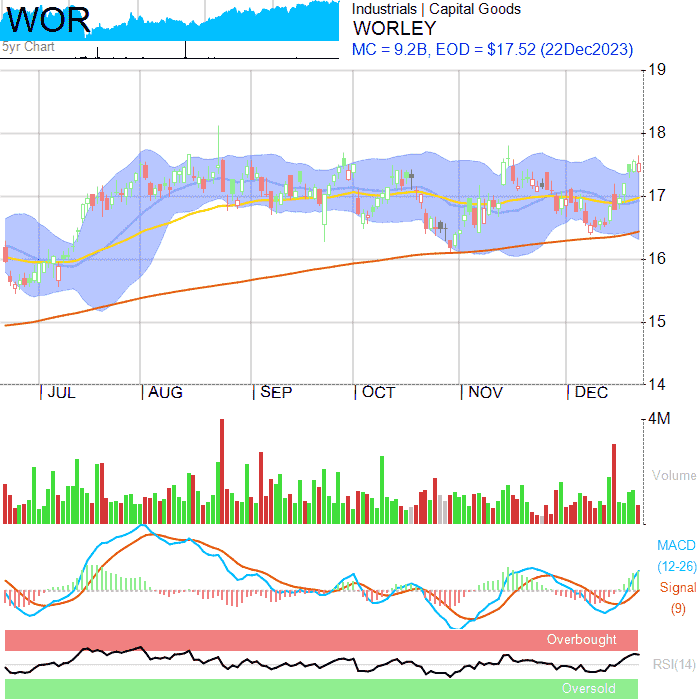 WOR
5yr Chart
Industrials | Capital Goods
WORLEY
MC = 9.2B, EOD = $17.52 (22Dec2023)
19
18
17
16
15
14
JUL AUG SEP OCT NOV DEC
4M
Volume
MACD
(12-26)
Signal
(9)
Overbought
RSI(14)
Oversold